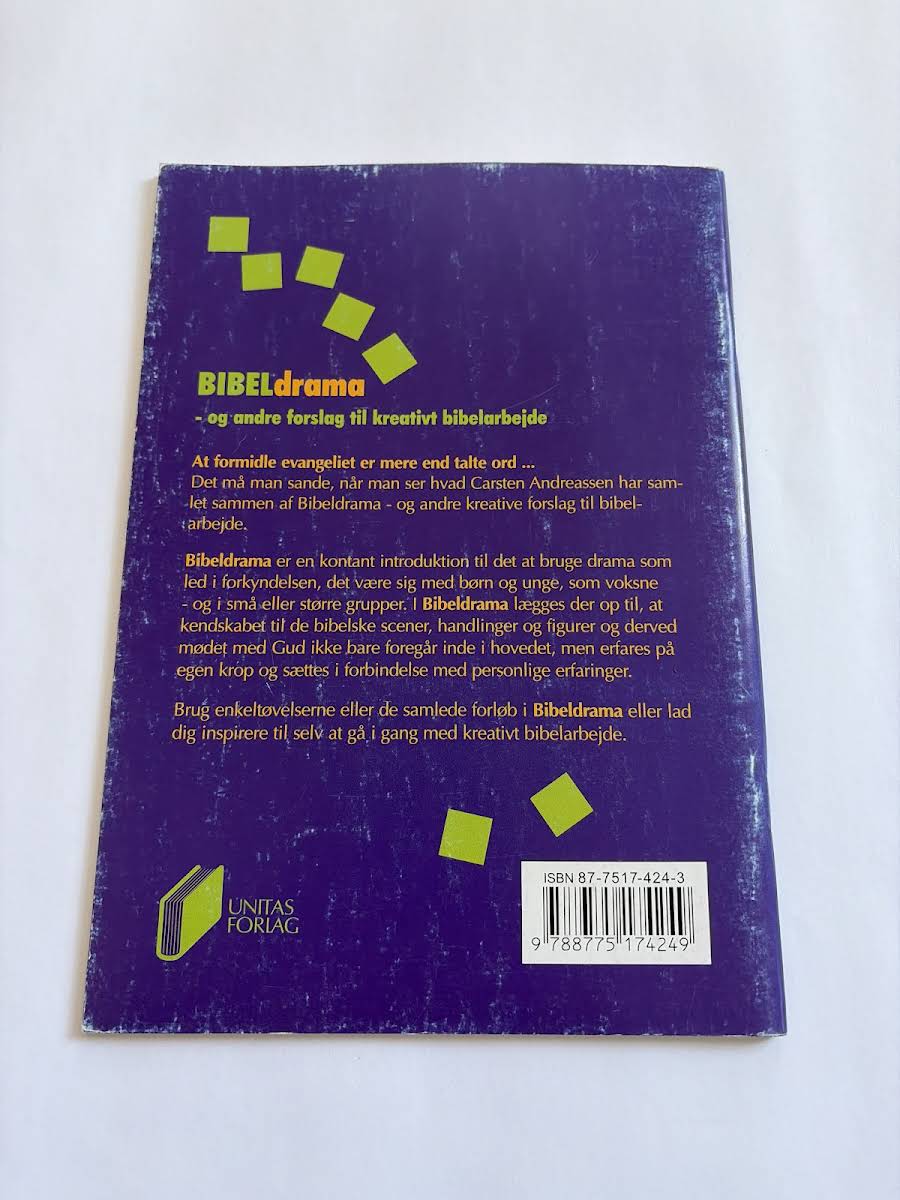 BIBELdrama
- og andre forslag til kreativt bibelarbejde
At formidle evangeliet er mere end talte ord ...
Det må man sande, når man ser hvad Carsten Andreassen har sam-
let sammen af Bibeldrama - og andre kreative forslag til bibel-
arbejde.
Bibeldrama er en kontant introduktion til det at bruge drama som
led i forkyndelsen, det være sig med børn og unge, som voksne
- og i små eller større grupper. I Bibeldrama lægges der op til, at
kendskabet til de bibelske scener, handlinger og figurer og derved
mødet med Gud ikke bare foregår inde i hovedet, men erfares på
egen krop og sættes i forbindelse med personlige erfaringer.
Brug enkeltøvelserne eller de samlede forløb i Bibeldrama eller lad
dig inspirere til selv at gå i gang med kreativt bibelarbejde.
UNITAS
FORLAG
ISBN 87-7517-424-3
9 788775 174249